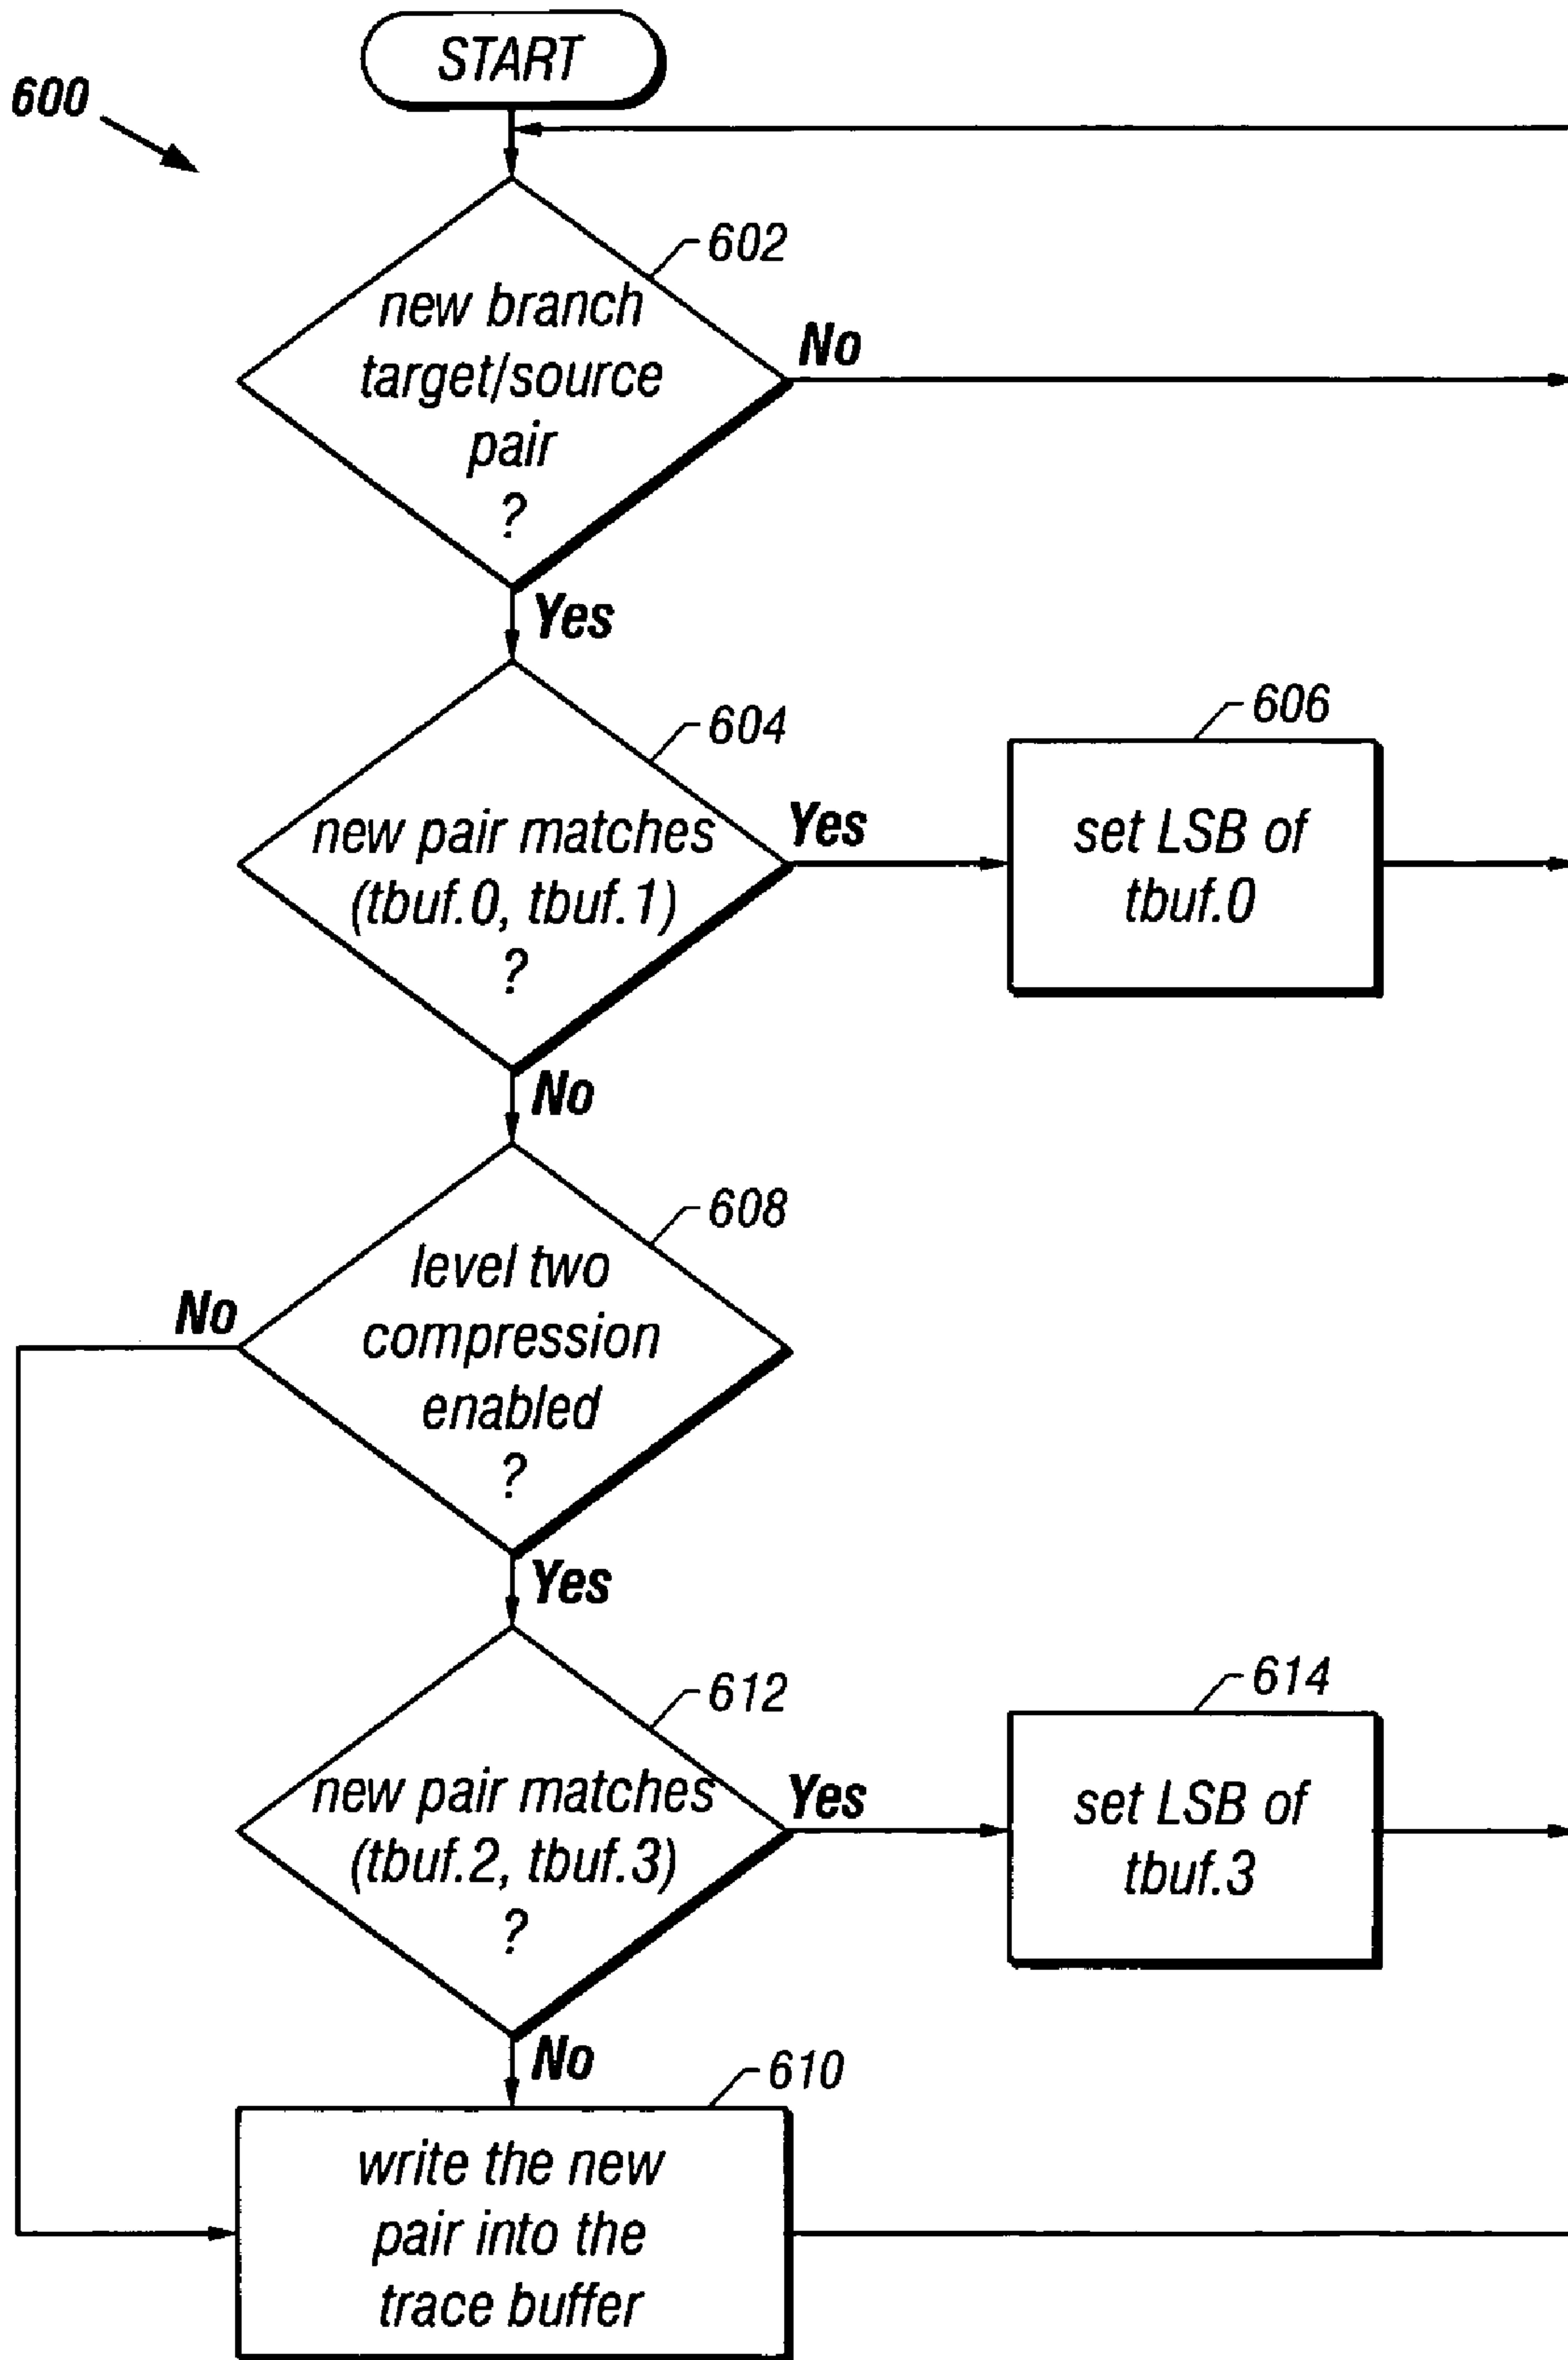 START
600
602
new branch
target/source
pair
?
No
Yes
604
new pair matches
(tbuf.0, tbuf.1)
?
Yes
606
set LSB of
tbuf.0
No
608
level two
compression
enabled
?
No
Yes
612
new pair matches
(tbuf.2, tbuf.3)
?
Yes
614
set LSB of
tbuf.3
No
610
write the new
pair into the
trace buffer